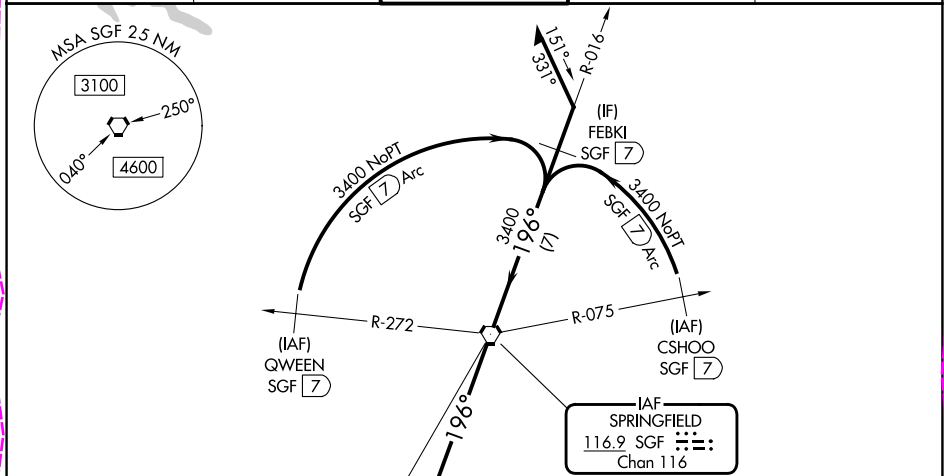 MSA SGF 25 NM
3100
250°
040°
4600
151°
331°
R-016
(IF)
FEBKI
SGF 7
3400 NoPT
SGF 7 Arc
3400 NoPT
SGF 7 Arc
3400
196°
(7)
R-272
R-075
(IAF)
QWEEN
SGF 7
(IAF)
CSHOO
SGF 7
196°
IAF
SPRINGFIELD
116.9 SGF
Chan 116